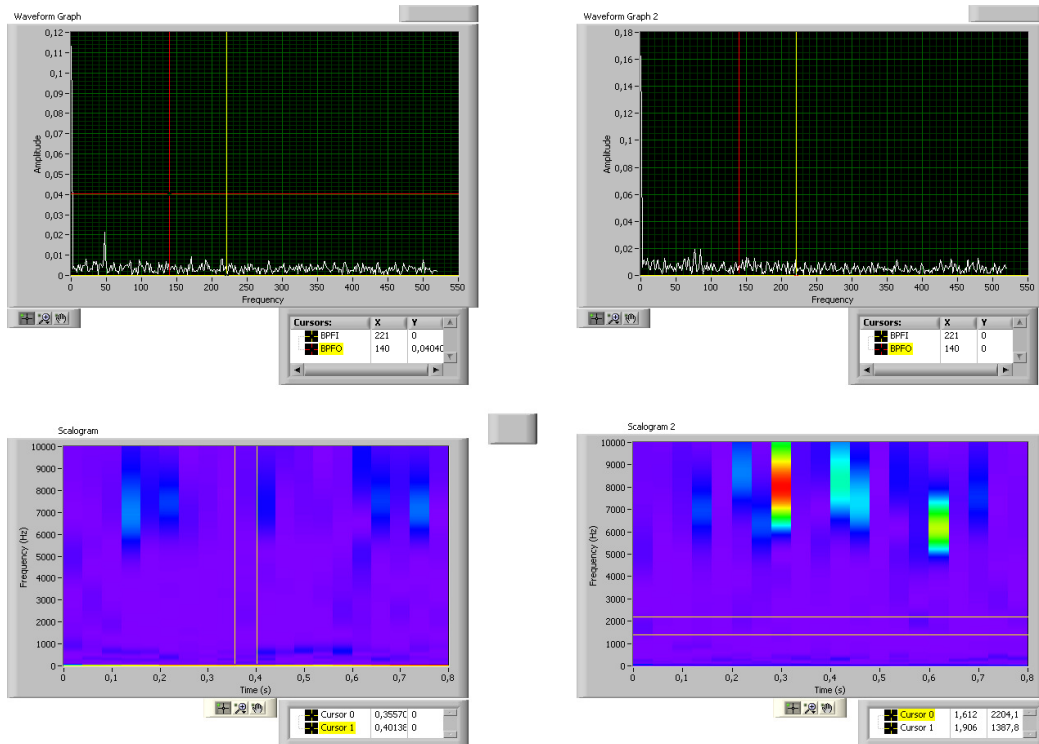 Waveform Graph
0,12
0,11
0,1
0,09
0,08
0,07
0,06
0,05
0,04
0,03
0,02
0,01
0
Amplitude
0 50 100 150 200 250 300 350 400 450 500 550
Frequency
Cursors: X Y
BPFI 221 0
BPFO 140 0,0404
Waveform Graph 2
0,18
0,16
0,14
0,12
0,1
0,08
0,06
0,04
0,02
0
Amplitude
0 50 100 150 200 250 300 350 400 450 500 550
Frequency
Cursors: X Y
BPFI 221 0
BPFO 140 0
Scalogram
10000
9000
8000
7000
6000
5000
4000
3000
2000
1000
0
Frequency (Hz)
0 0,1 0,2 0,3 0,4 0,5 0,6 0,7 0,8
Time (s)
Cursor 0 0,3557 0
Cursor 1 0,4013 0
Scalogram 2
10000
9000
8000
7000
6000
5000
4000
3000
2000
1000
0
Frequency (Hz)
0 0,1 0,2 0,3 0,4 0,5 0,6 0,7 0,8
Time (s)
Cursor 0 1,612 2204,1
Cursor 1 1,906 1387,8